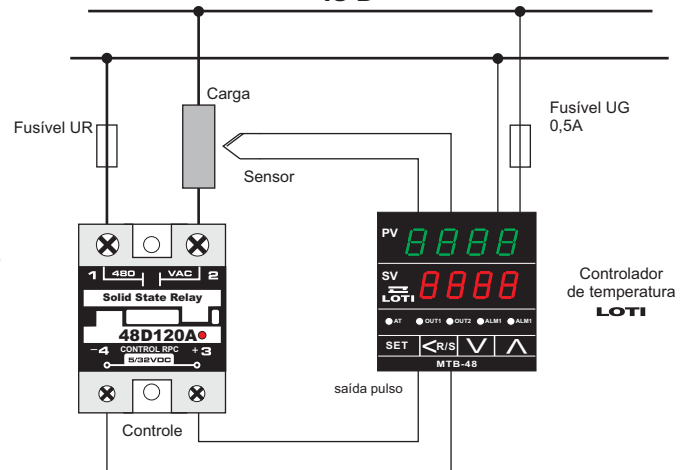 Carga
Fusível UR
Fusível UG
0,5A
Sensor
PV
8888
SV
LOTI
8888
AT OUT1 OUT2 ALM1 ALM1
SET <R/S
MTB-48
Controlador
de temperatura
LOTI
1 480 VAC 2
Solid State Relay
48D120A
-4 CONTROL RPC +3
5/32VDC
saída pulso
Controle